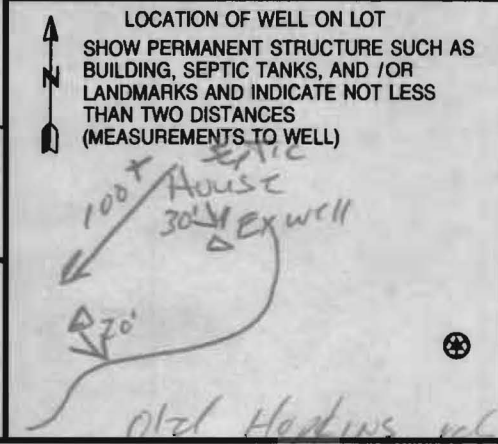 LOCATION OF WELL ON LOT
SHOW PERMANENT STRUCTURE SUCH AS
BUILDING, SEPTIC TANKS, AND /OR
LANDMARKS AND INDICATE NOT LESS
THAN TWO DISTANCES
(MEASUREMENTS TO WELL)
N
Septic
House
100+
30'
Ex well
70'
Old Hopkins rd